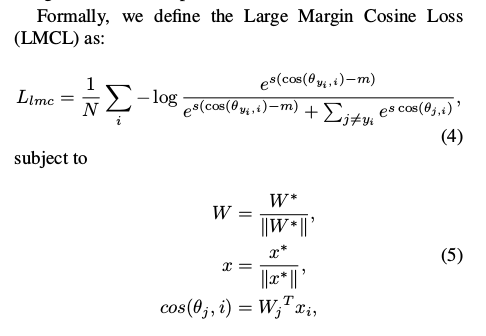 Formally, we define the Large Margin Cosine Loss
(LMCL) as:
$$L_{lmc} = \frac{1}{N} \sum_{i} -\log \frac{e^{s(\cos(\theta_{y_i,i})-m)}}{e^{s(\cos(\theta_{y_i,i})-m)} + \sum_{j \neq y_i} e^{s\cos(\theta_{j,i})}},$$
(4)
subject to
$$W = \frac{W^*}{\|W^*\|},$$
$$x = \frac{x^*}{\|x^*\|},$$ (5)
$$cos(\theta_j, i) = {W_j}^T x_i,$$